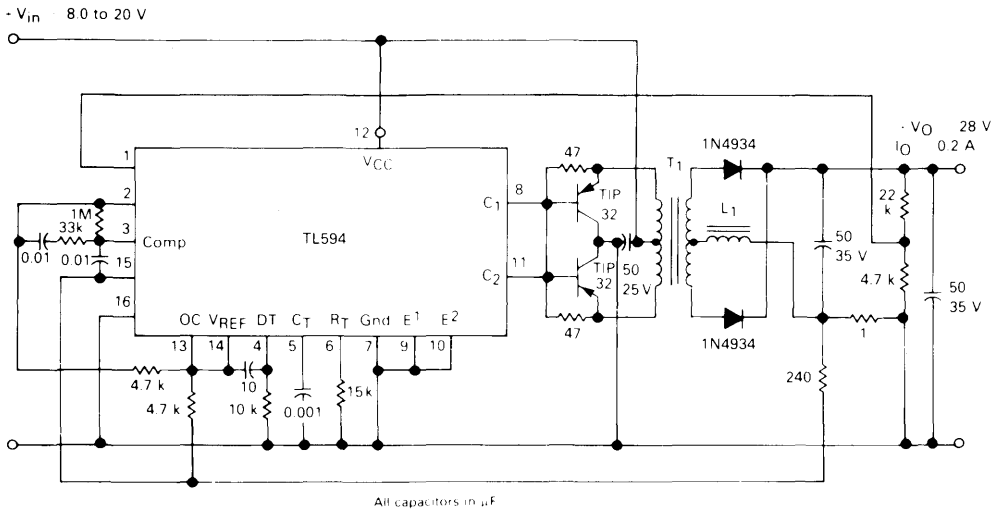 + Vin 8.0 to 20 V
12
VCC
1
2
3
15
16
1M
33k
0.01
0.01
Comp
TL594
C1
8
C2
11
OC VREF DT CT RT Gnd E1 E2
13 14 4 5 6 7 9 10
4.7 k
10
4.7 k
10 k
0.001
15k
47
TIP
32
TIP
32
47
50
25 V
T1
1N4934
L1
1N4934
50
35 V
VO 28 V
IO 0.2 A
22
k
4.7 k
1
50
35 V
240
All capacitors in μF